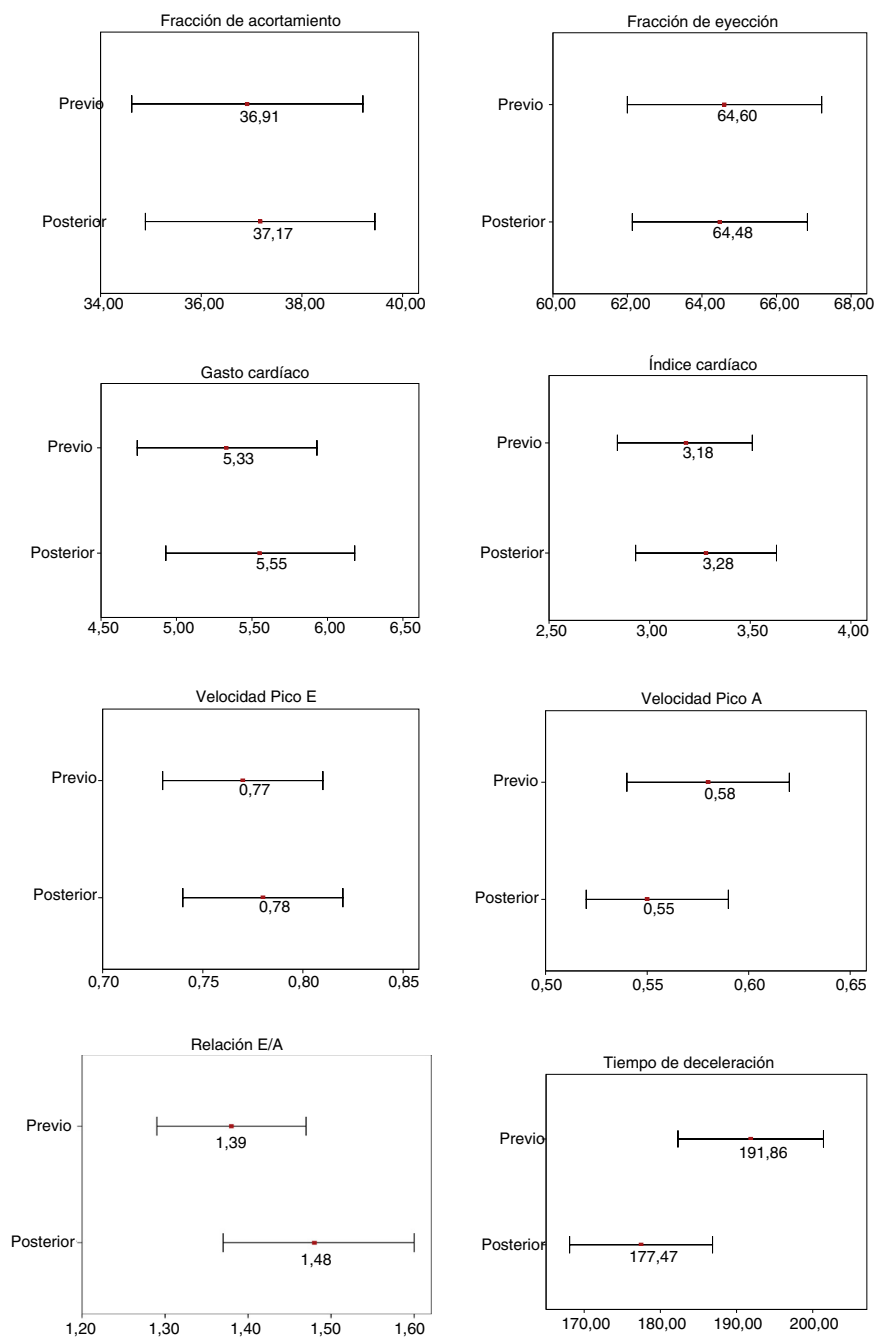 Fracción de acortamiento
Previo
36,91
Posterior
37,17
34,00 36,00 38,00 40,00
Fracción de eyección
Previo
64,60
Posterior
64,48
60,00 62,00 64,00 66,00 68,00
Gasto cardíaco
Previo
5,33
Posterior
5,55
4,50 5,00 5,50 6,00 6,50
Índice cardíaco
Previo
3,18
Posterior
3,28
2,50 3,00 3,50 4,00
Velocidad Pico E
Previo
0,77
Posterior
0,78
0,70 0,75 0,80 0,85
Velocidad Pico A
Previo
0,58
Posterior
0,55
0,50 0,55 0,60 0,65
Relación E/A
Previo
1,39
Posterior
1,48
1,20 1,30 1,40 1,50 1,60
Tiempo de deceleración
Previo
191,86
Posterior
177,47
170,00 180,00 190,00 200,00